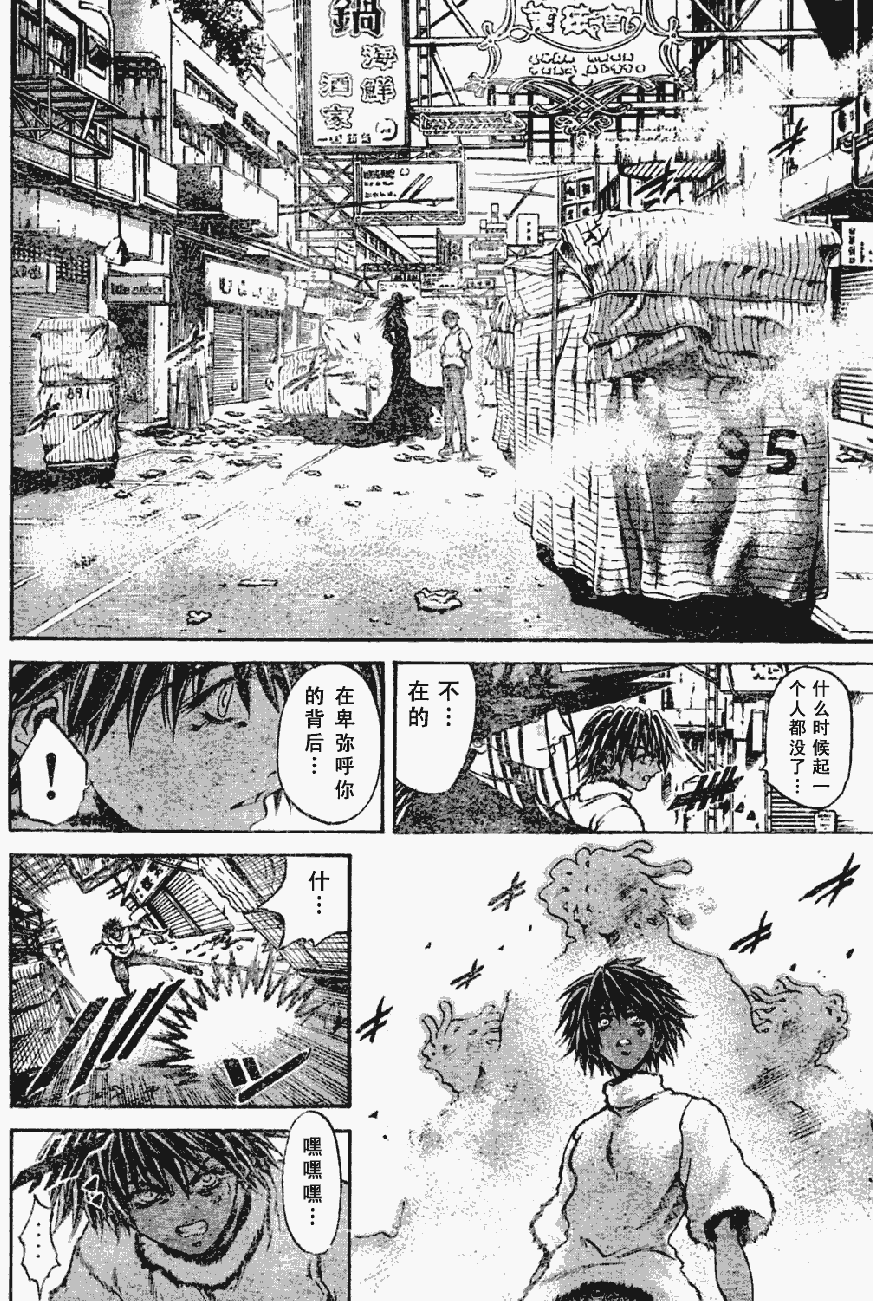 鍋
海鮮
酒家
95
什么时候起一
个人都没了…
不…
在的
在卑弥呼你
的背后…
！
什…
嘿嘿嘿…
…